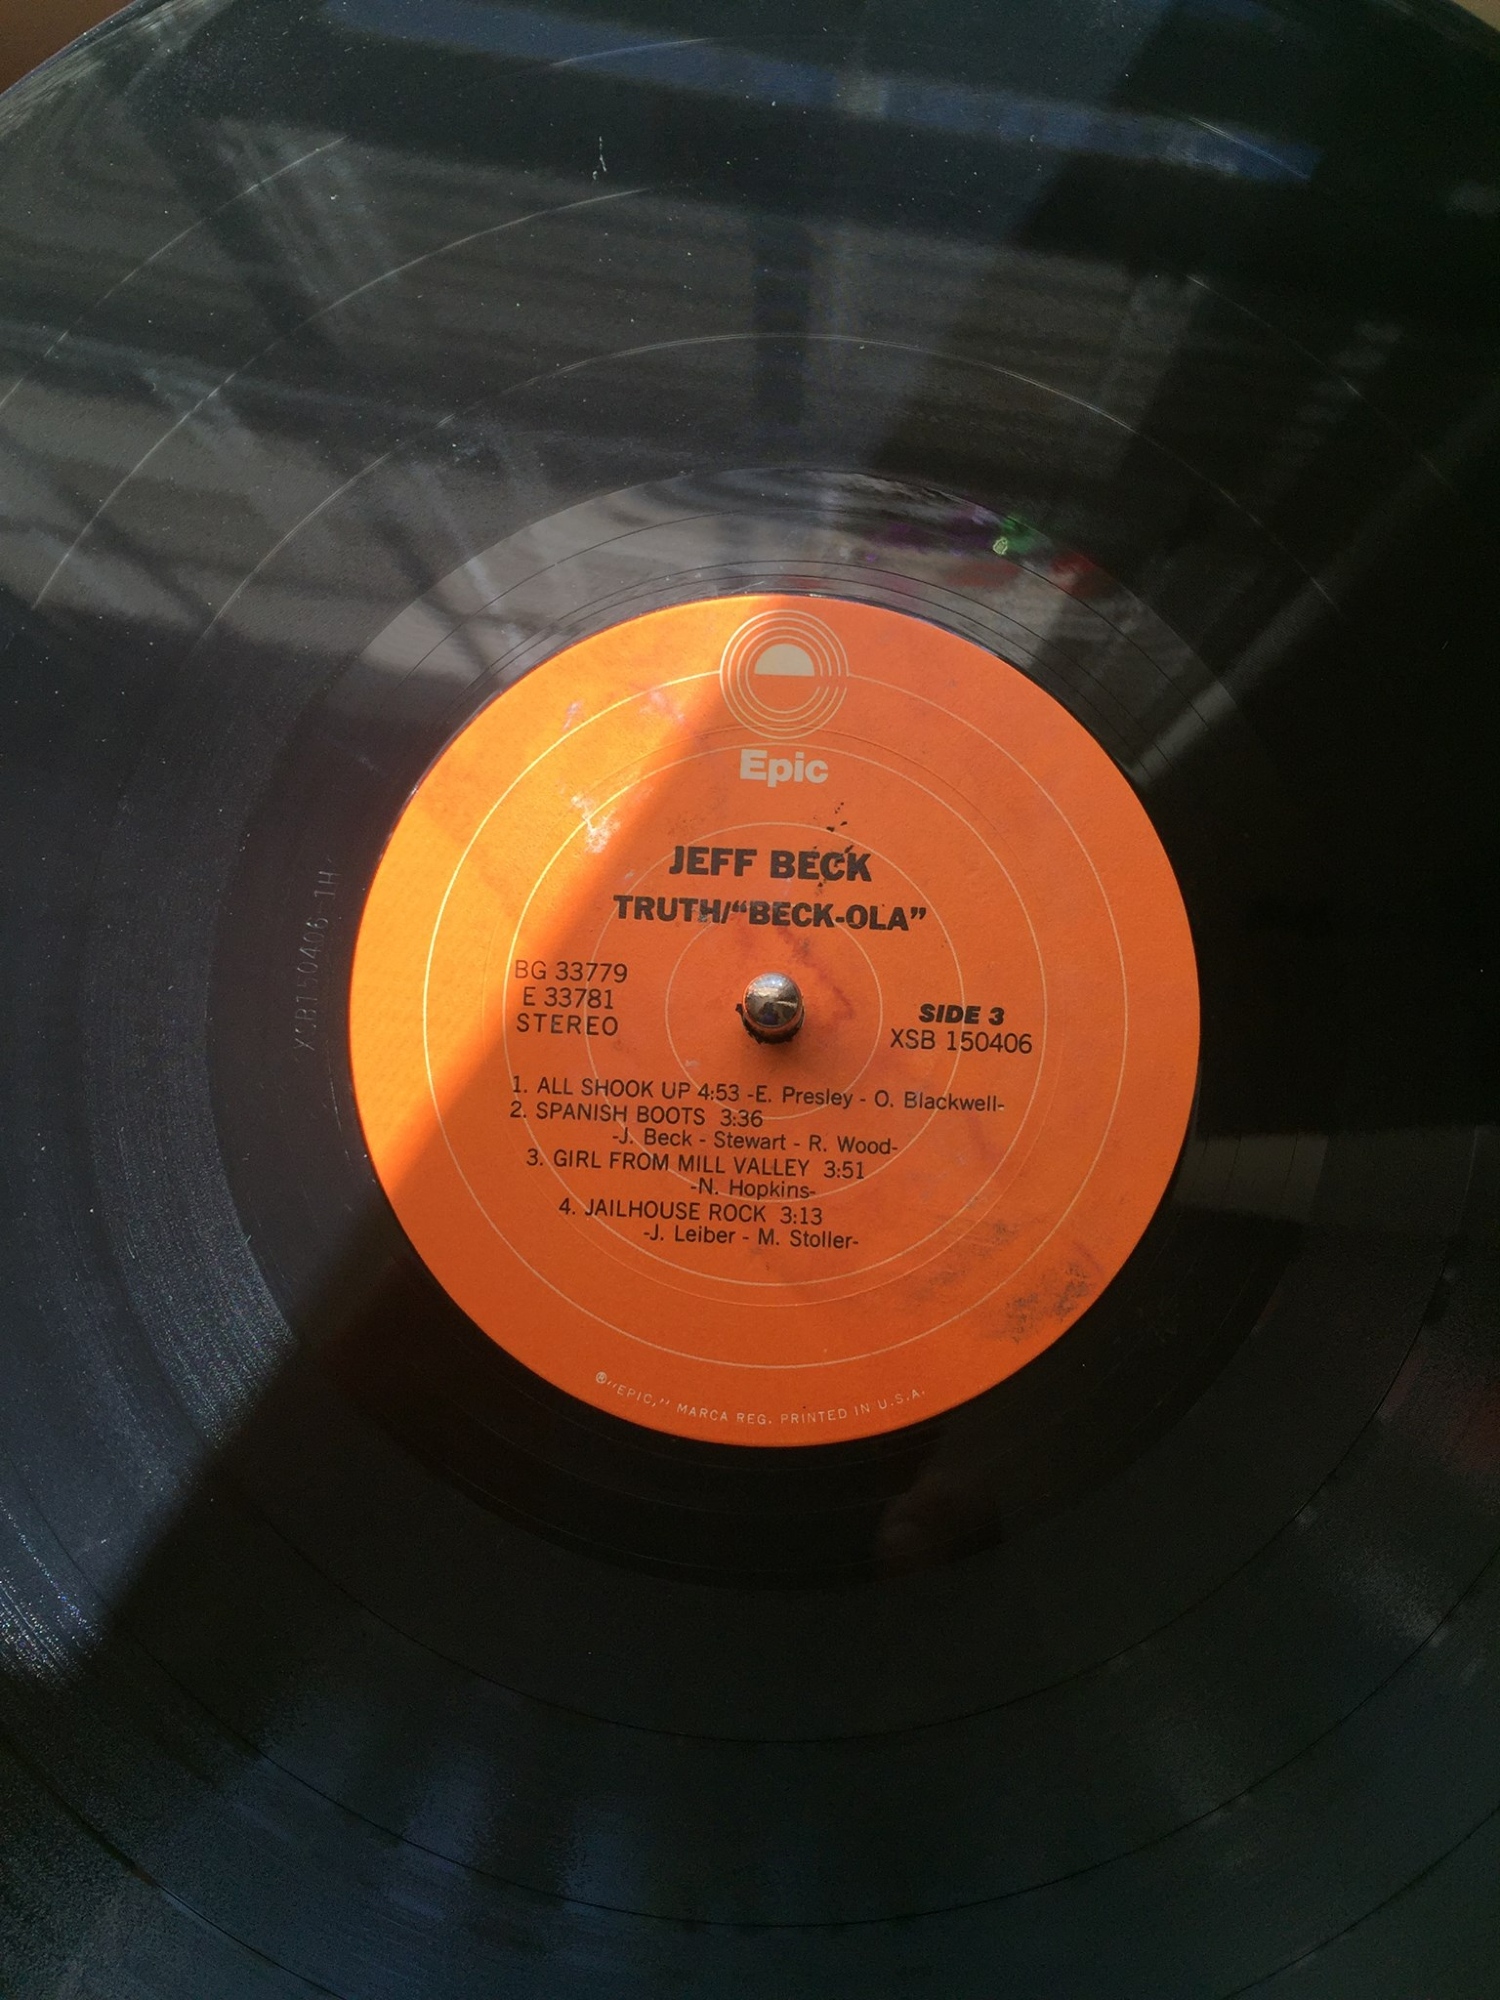 Epic
JEFF BECK
TRUTH/“BECK-OLA”
BG 33779
E 33781
STEREO
SIDE 3
XSB 150406
1. ALL SHOOK UP 4:53 -E. Presley - O. Blackwell-
2. SPANISH BOOTS 3:36
-J. Beck - Stewart - R. Wood-
3. GIRL FROM MILL VALLEY 3:51
-N. Hopkins-
4. JAILHOUSE ROCK 3:13
-J. Leiber - M. Stoller-
®"EPIC," MARCA REG. PRINTED IN U.S.A.